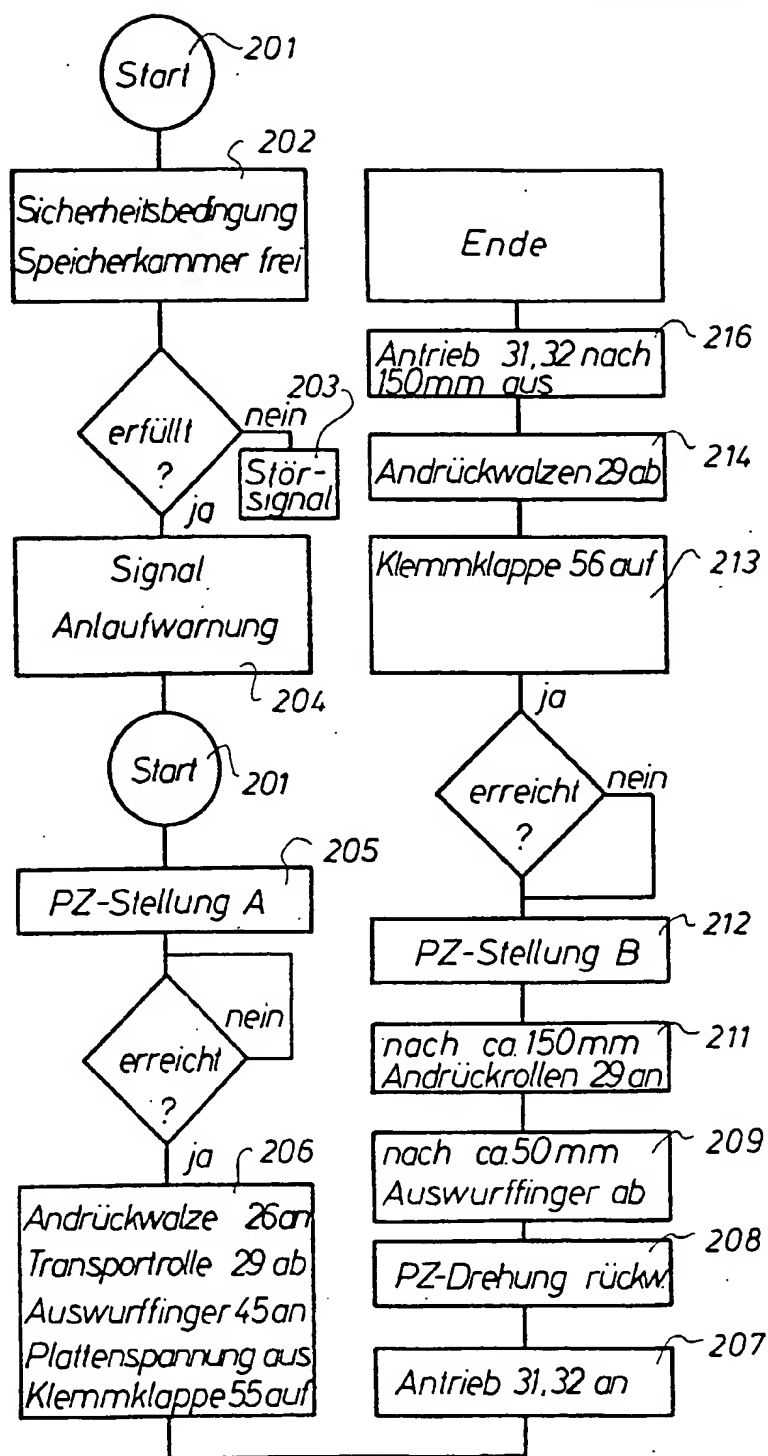 Start
201
202
Sicherheitsbedingung
Speicherkammer frei
erfüllt
?
nein
203
Stör-
signal
ja
Signal
Anlaufwarnung
204
Start
201
205
PZ-Stellung A
nein
erreicht
?
ja
206
Andrückwalze 26an
Transportrolle 29 ab
Auswurffinger 45 an
Plattenspannung aus
Klemmklappe 55 auf
Ende
216
Antrieb 31,32 nach
150mm aus
214
Andrückwalzen 29 ab
Klemmklappe 56 auf
213
ja
nein
erreicht
?
212
PZ-Stellung B
nach ca. 150mm
211
Andrückrollen 29 an
nach ca. 50mm
209
Auswurffinger ab
208
PZ-Drehung rückw.
207
Antrieb 31,32 an